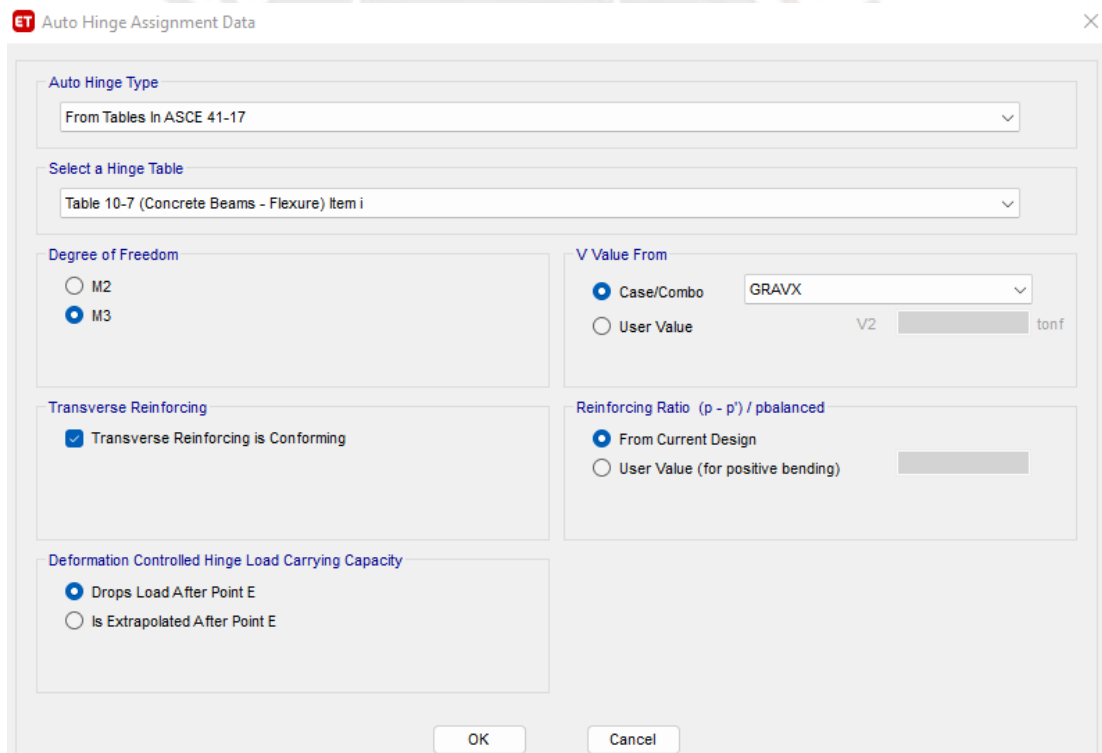 ET Auto Hinge Assignment Data
Auto Hinge Type
From Tables In ASCE 41-17
Select a Hinge Table
Table 10-7 (Concrete Beams - Flexure) Item i
Degree of Freedom
M2
M3
V Value From
Case/Combo GRAVX
User Value V2 tonf
Transverse Reinforcing
Transverse Reinforcing is Conforming
Reinforcing Ratio (p - p') / pbalanced
From Current Design
User Value (for positive bending)
Deformation Controlled Hinge Load Carrying Capacity
Drops Load After Point E
Is Extrapolated After Point E
OK Cancel